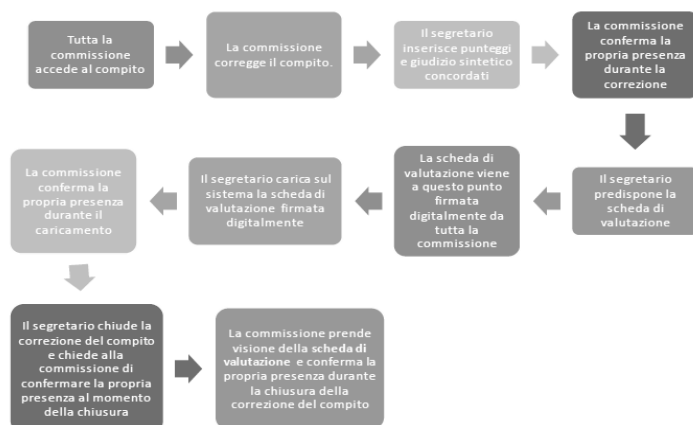 Tutta la
commissione
accede al compito
La commissione
corregge il compito.
Il segretario
inserisce punteggi
e giudizio sintetico
concordati
La commissione
conferma la
propria presenza
durante la
correzione
Il segretario
predispone la
scheda di
valutazione
La scheda di
valutazione viene
a questo punto
firmata
digitalmente da
tutta la
commissione
Il segretario carica sul
sistema la scheda di
valutazione firmata
digitalmente
La commissione
conferma la
propria presenza
durante il
caricamento
Il segretario chiude la
correzione del compito
e chiede alla
commissione di
confermare la propria
presenza al momento
della chiusura
La commissione prende
visione della scheda di
valutazione e conferma la
propria presenza durante
la chiusura della
correzione del compito